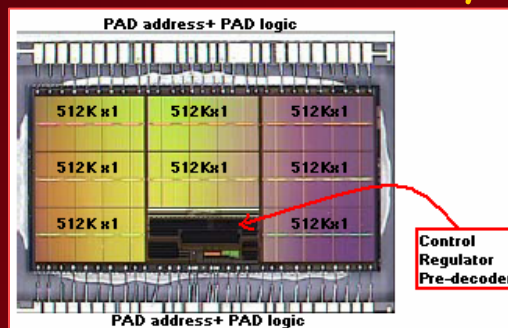 PAD address+ PAD logic
512K x1 512Kx1 512Kx1
512K x1 512Kx1 512Kx1
512K x1 512Kx1
Control
Regulator
Pre-decoder
PAD address+ PAD logic